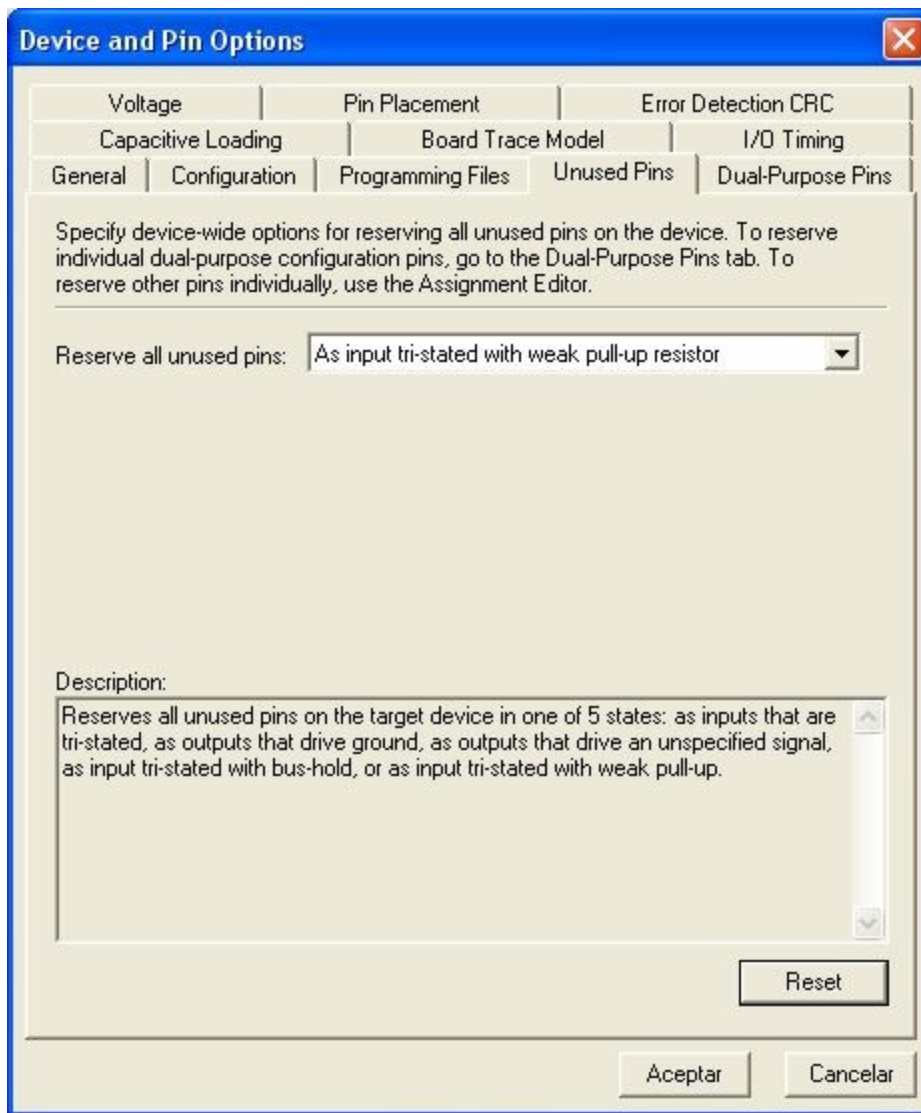 Device and Pin Options
Voltage Pin Placement Error Detection CRC
Capacitive Loading Board Trace Model I/O Timing
General Configuration Programming Files Unused Pins Dual-Purpose Pins
Specify device-wide options for reserving all unused pins on the device. To reserve
individual dual-purpose configuration pins, go to the Dual-Purpose Pins tab. To
reserve other pins individually, use the Assignment Editor.
Reserve all unused pins: As input tri-stated with weak pull-up resistor
Description:
Reserves all unused pins on the target device in one of 5 states: as inputs that are
tri-stated, as outputs that drive ground, as outputs that drive an unspecified signal,
as input tri-stated with bus-hold, or as input tri-stated with weak pull-up.
Reset
Aceptar Cancelar